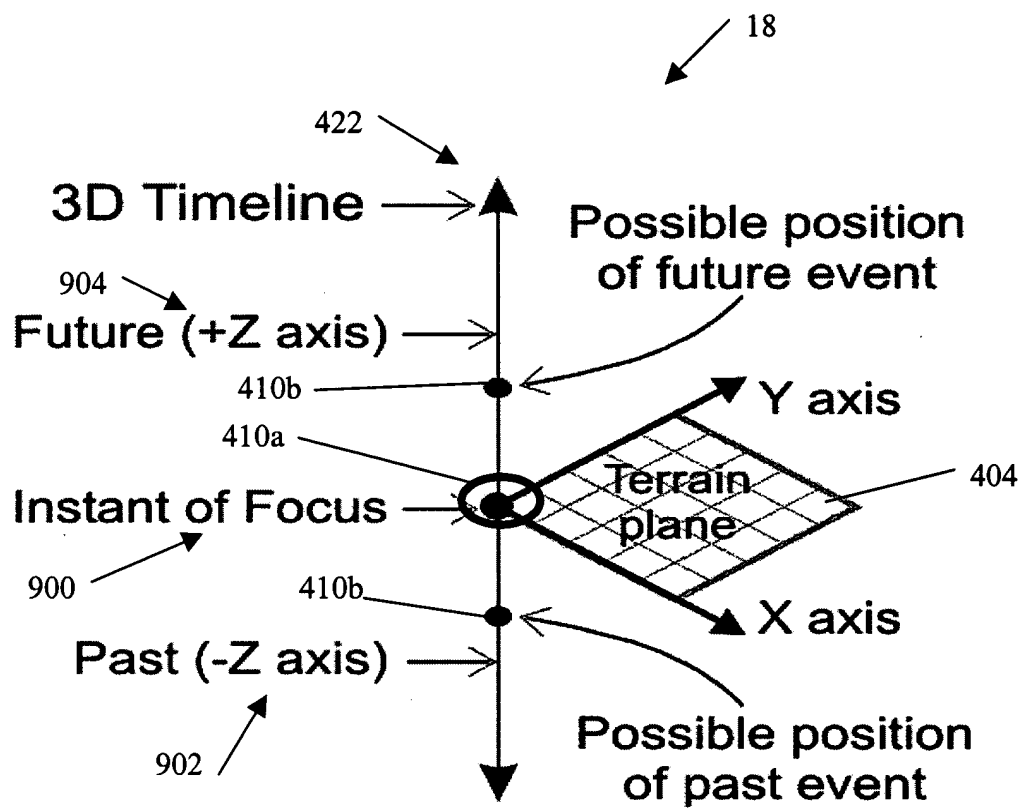 18
422
3D Timeline
Possible position
of future event
904
Future (+Z axis)
410b
Y axis
410a
Terrain
plane
404
Instant of Focus
900
410b
X axis
Past (-Z axis)
902
Possible position
of past event